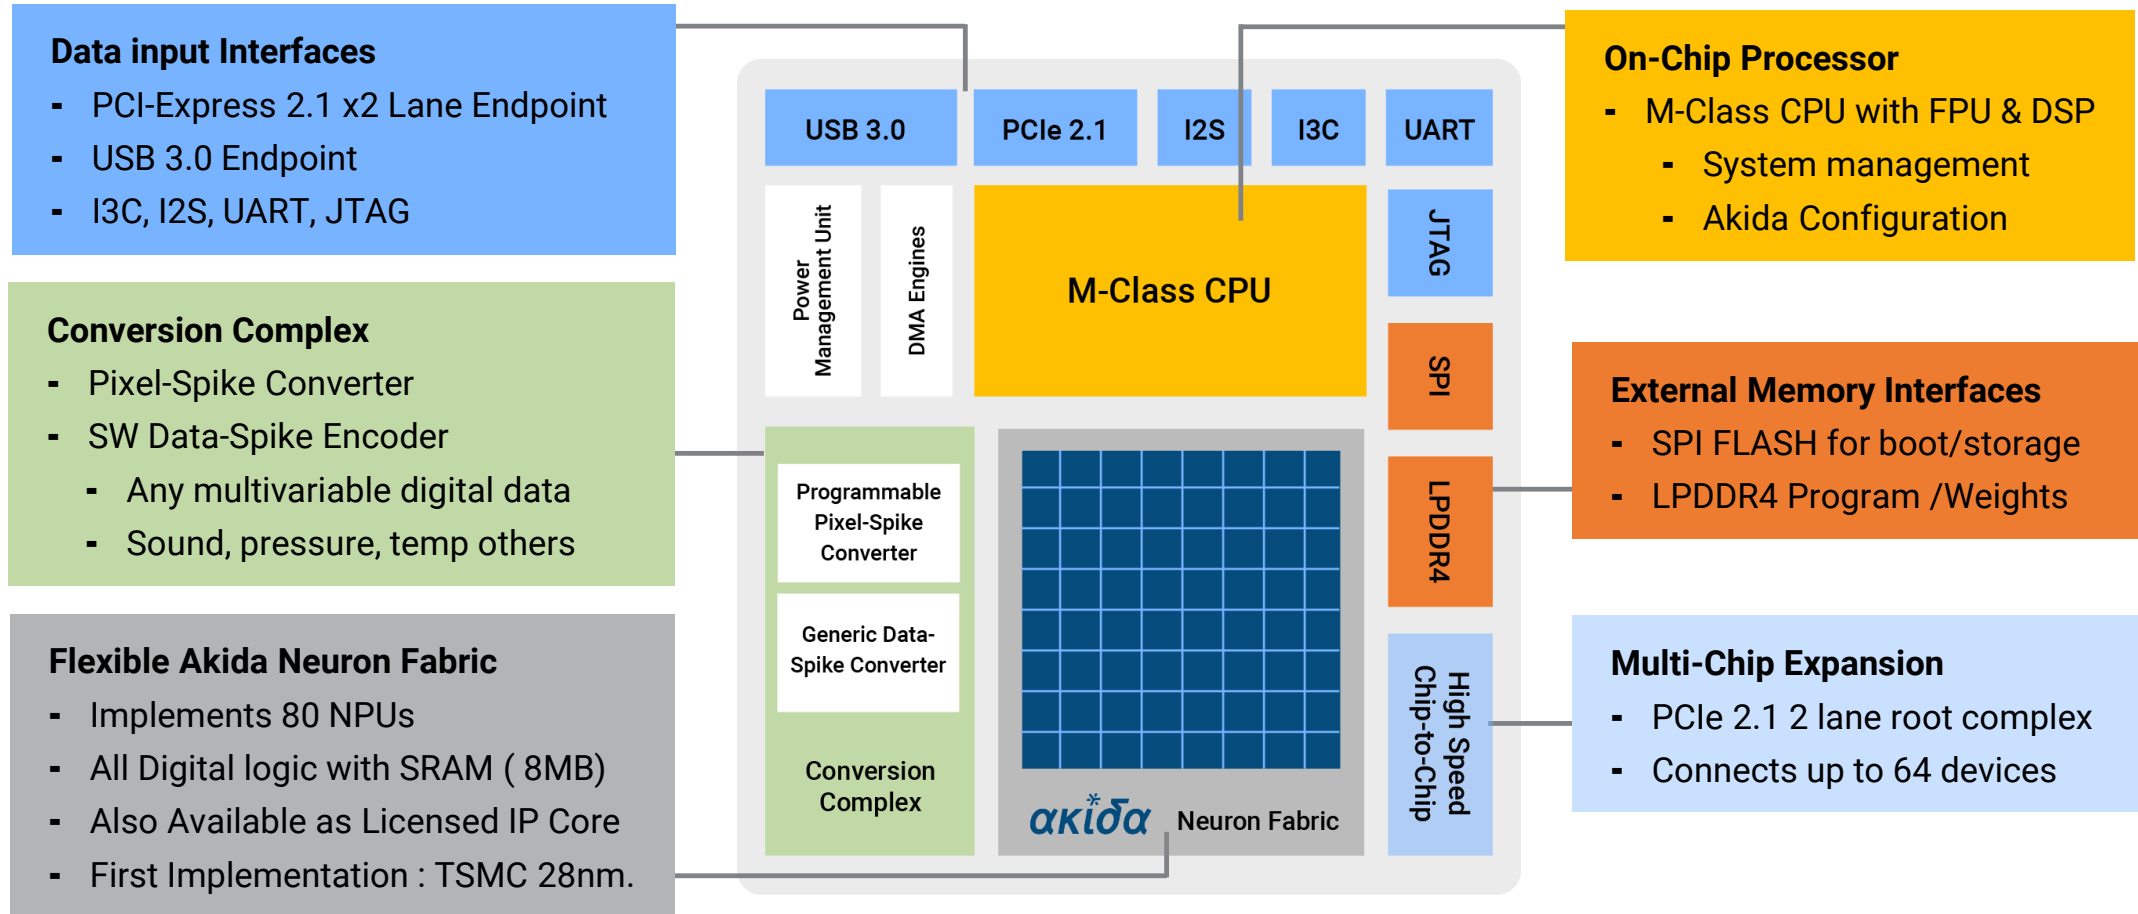 Data input Interfaces
- PCI-Express 2.1 x2 Lane Endpoint
- USB 3.0 Endpoint
- I3C, I2S, UART, JTAG
Conversion Complex
- Pixel-Spike Converter
- SW Data-Spike Encoder
- Any multivariable digital data
- Sound, pressure, temp others
Flexible Akida Neuron Fabric
- Implements 80 NPUs
- All Digital logic with SRAM ( 8MB)
- Also Available as Licensed IP Core
- First Implementation : TSMC 28nm.
USB 3.0
PCIe 2.1
I2S
I3C
UART
Power
Management Unit
DMA Engines
M-Class CPU
JTAG
SPI
LPDDR4
High Speed
Chip-to-Chip
Programmable
Pixel-Spike
Converter
Generic Data-
Spike Converter
Conversion
Complex
ακίδα
Neuron Fabric
On-Chip Processor
- M-Class CPU with FPU & DSP
- System management
- Akida Configuration
External Memory Interfaces
- SPI FLASH for boot/storage
- LPDDR4 Program /Weights
Multi-Chip Expansion
- PCIe 2.1 2 lane root complex
- Connects up to 64 devices